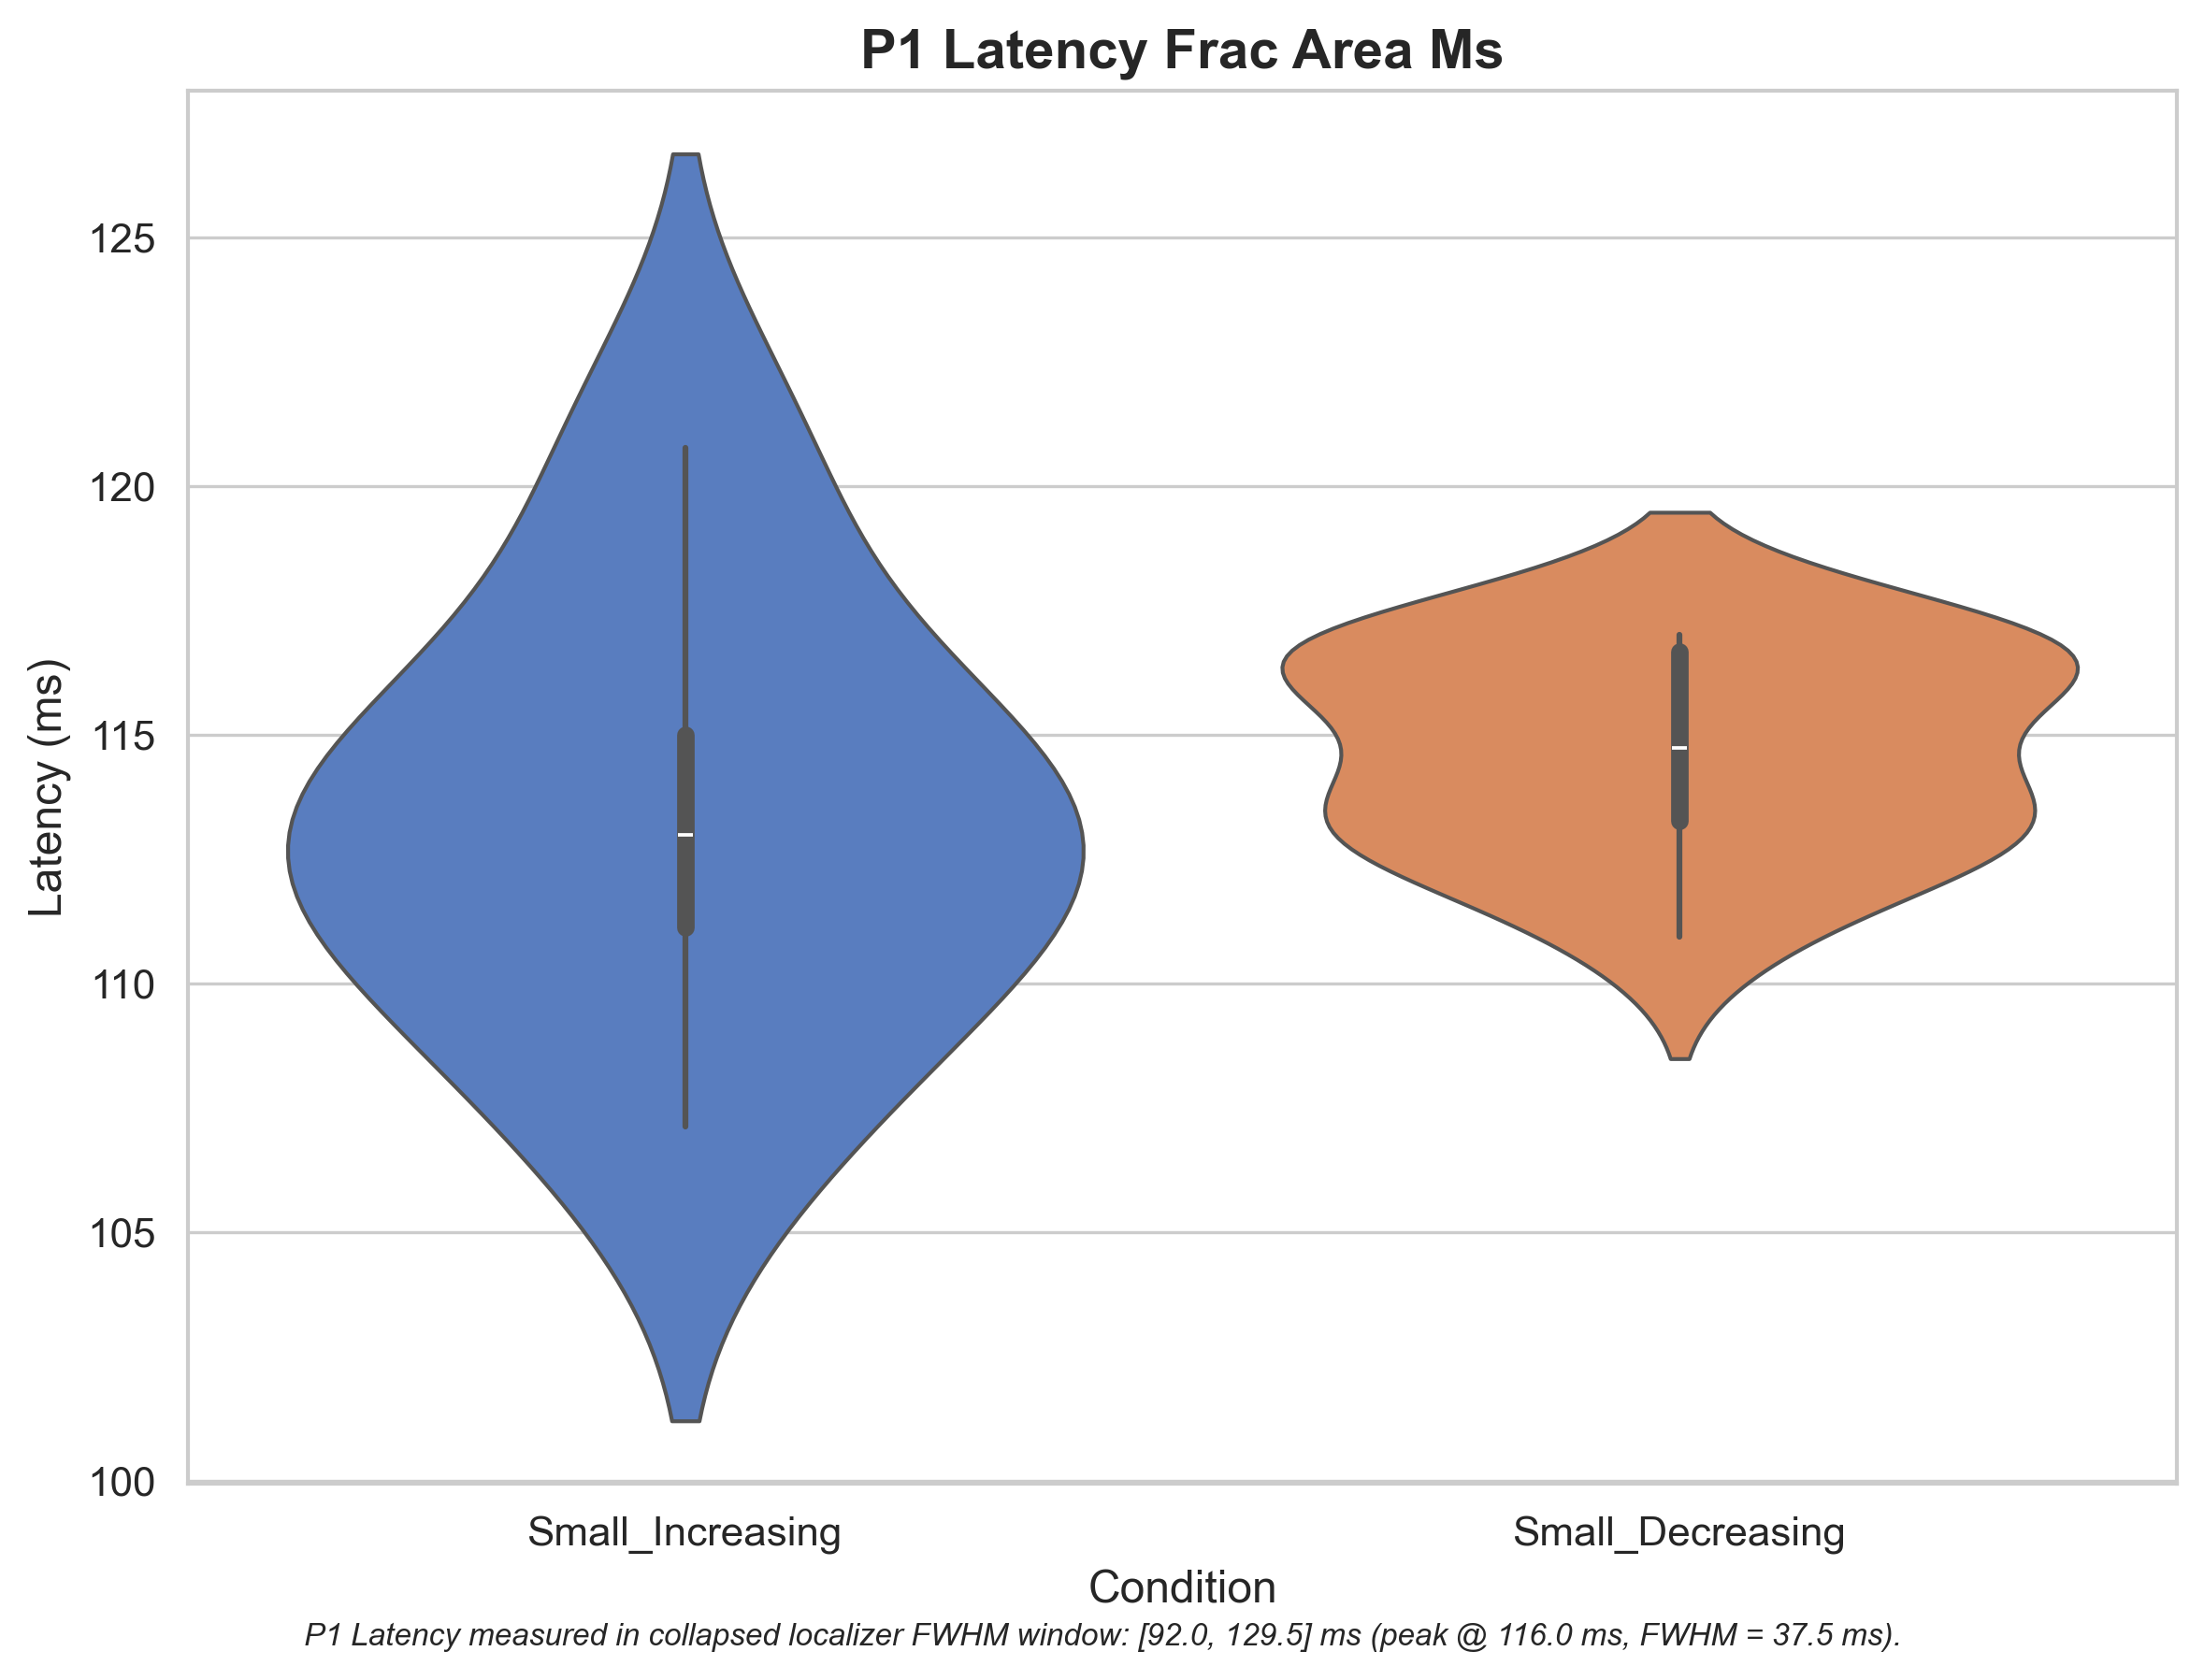 P1 Latency Frac Area Ms
Latency (ms)
125
120
115
110
105
100
Small_Increasing
Small_Decreasing
Condition
P1 Latency measured in collapsed localizer FWHM window: [92.0, 129.5] ms (peak @ 116.0 ms, FWHM = 37.5 ms).